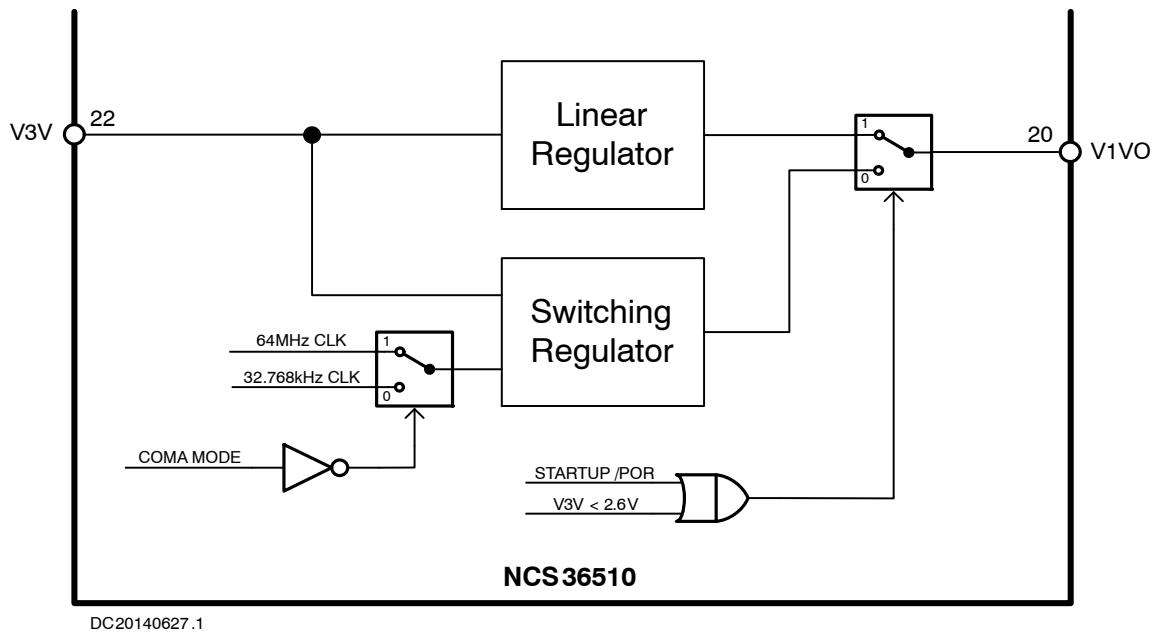 V3V
22
Linear
Regulator
1
0
20
V1VO
Switching
Regulator
64MHz CLK
32.768kHz CLK
1
0
COMA MODE
STARTUP /POR
V3V < 2.6V
NCS36510
DC20140627.1